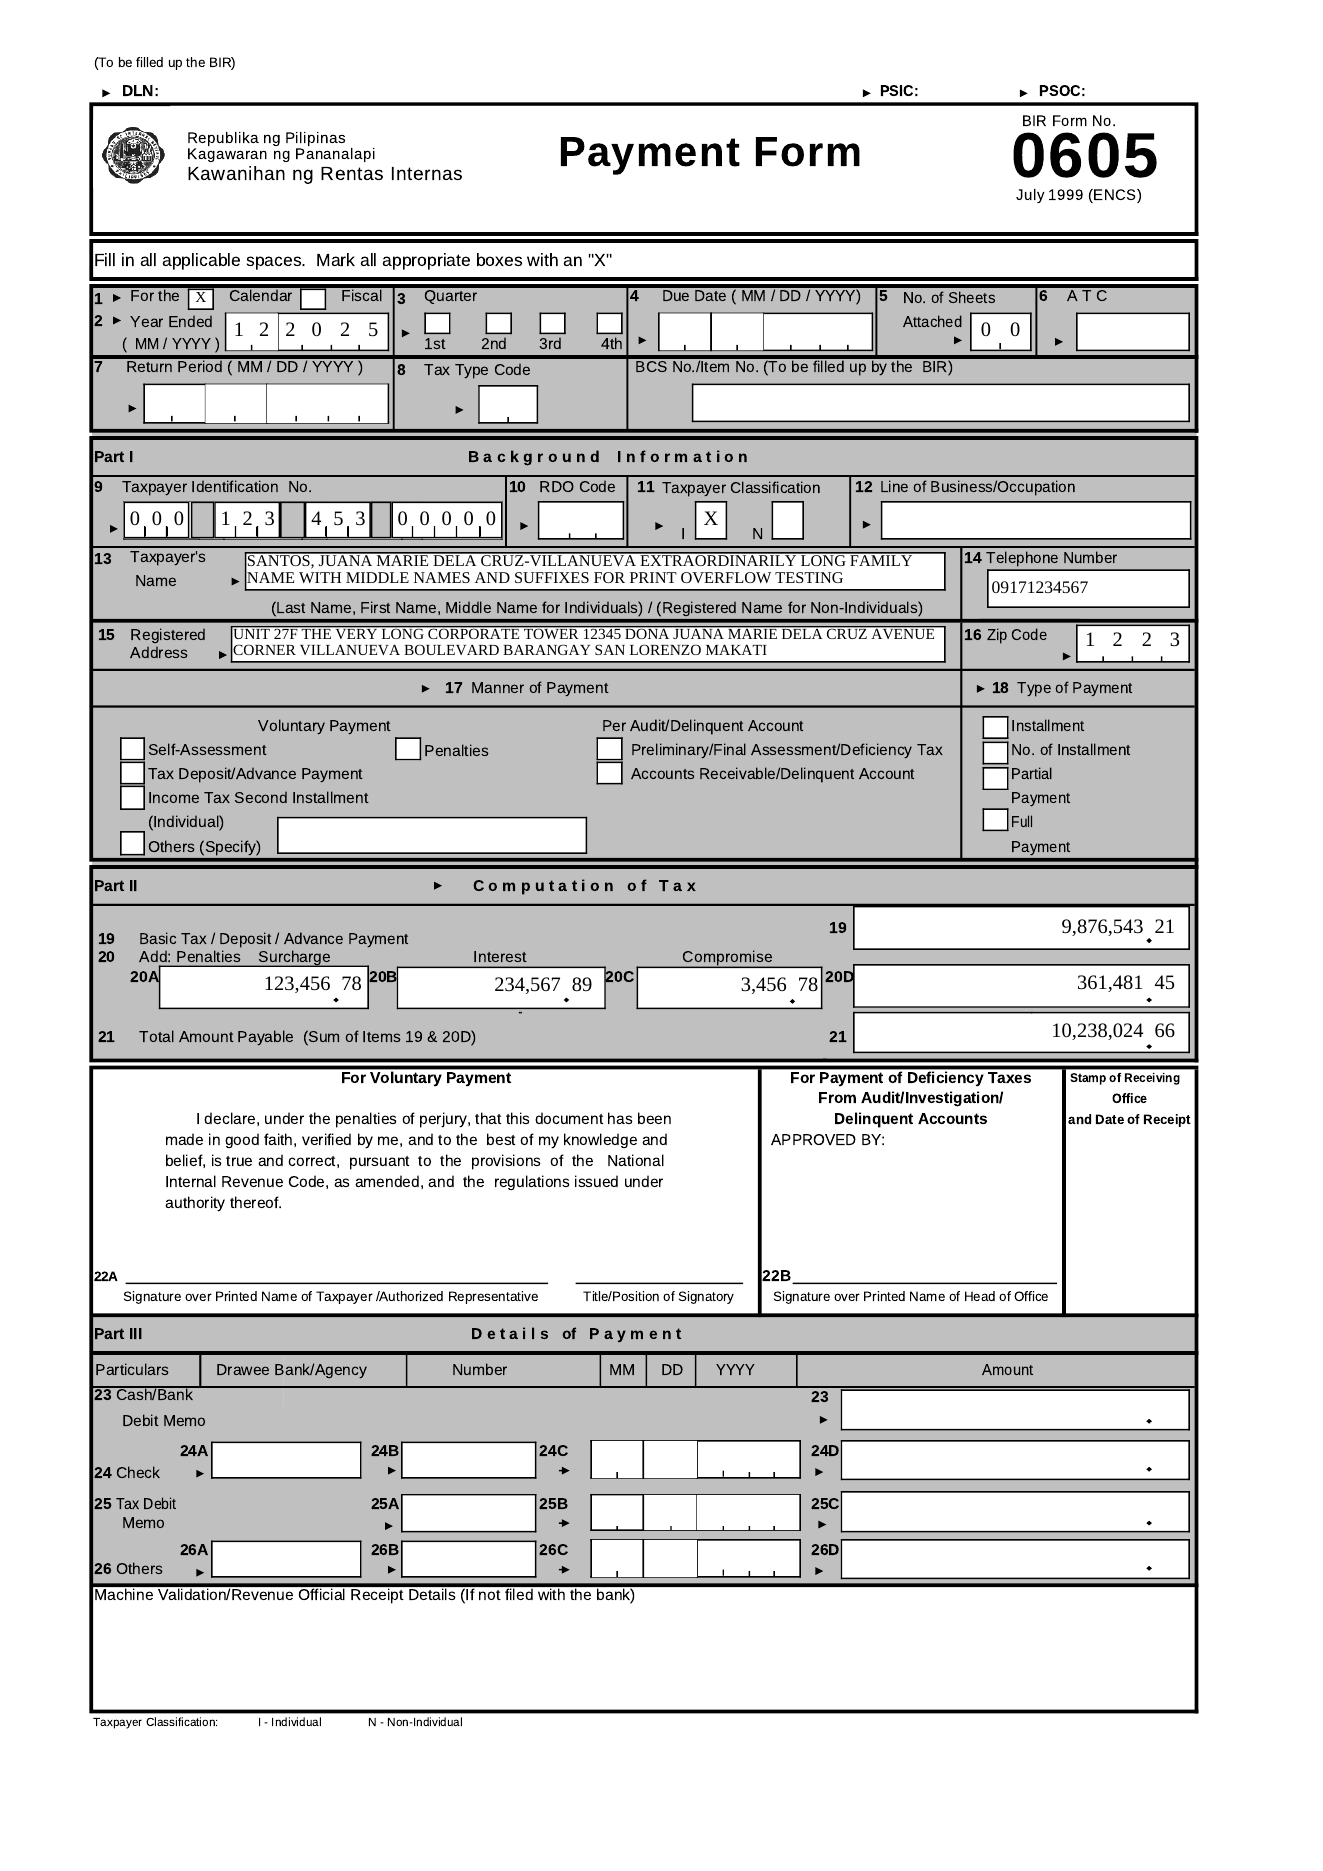 (To be filled up the BIR)
DLN: PSIC: PSOC:
Republika ng Pilipinas
Kagawaran ng Pananalapi
Kawanihan ng Rentas Internas
Payment Form
BIR Form No.
0605
July 1999 (ENCS)
Fill in all applicable spaces. Mark all appropriate boxes with an "X"
1 For the X Calendar Fiscal
2 Year Ended
( MM / YYYY ) 1 2 2 0 2 5
3 Quarter
1st 2nd 3rd 4th
4 Due Date ( MM / DD / YYYY)
5 No. of Sheets
Attached 0 0
6 A T C
7 Return Period ( MM / DD / YYYY )
8 Tax Type Code
BCS No./Item No. (To be filled up by the BIR)
Part I Background Information
9 Taxpayer Identification No.
0 0 0 1 2 3 4 5 3 0 0 0 0 0
10 RDO Code
11 Taxpayer Classification
I X N
12 Line of Business/Occupation
13 Taxpayer's
Name
SANTOS, JUANA MARIE DELA CRUZ-VILLANUEVA EXTRAORDINARILY LONG FAMILY
NAME WITH MIDDLE NAMES AND SUFFIXES FOR PRINT OVERFLOW TESTING
(Last Name, First Name, Middle Name for Individuals) / (Registered Name for Non-Individuals)
14 Telephone Number
09171234567
15 Registered
Address
UNIT 27F THE VERY LONG CORPORATE TOWER 12345 DONA JUANA MARIE DELA CRUZ AVENUE
CORNER VILLANUEVA BOULEVARD BARANGAY SAN LORENZO MAKATI
16 Zip Code 1 2 2 3
17 Manner of Payment
18 Type of Payment
Voluntary Payment Per Audit/Delinquent Account
Self-Assessment Penalties Preliminary/Final Assessment/Deficiency Tax
Tax Deposit/Advance Payment Accounts Receivable/Delinquent Account
Income Tax Second Installment
(Individual)
Others (Specify)
Installment
No. of Installment
Partial
Payment
Full
Payment
Part II Computation of Tax
19 Basic Tax / Deposit / Advance Payment 19 9,876,543 . 21
20 Add: Penalties Surcharge Interest Compromise
20A 123,456 . 78 20B 234,567 . 89 20C 3,456 . 78 20D 361,481 45
21 Total Amount Payable (Sum of Items 19 & 20D) 21 10,238,024 . 66
For Voluntary Payment
I declare, under the penalties of perjury, that this document has been
made in good faith, verified by me, and to the best of my knowledge and
belief, is true and correct, pursuant to the provisions of the National
Internal Revenue Code, as amended, and the regulations issued under
authority thereof.
22A
Signature over Printed Name of Taxpayer /Authorized Representative Title/Position of Signatory
For Payment of Deficiency Taxes
From Audit/Investigation/
Delinquent Accounts
APPROVED BY:
22B
Signature over Printed Name of Head of Office
Stamp of Receiving
Office
and Date of Receipt
Part III Details of Payment
Particulars Drawee Bank/Agency Number MM DD YYYY Amount
23 Cash/Bank 23
Debit Memo
24A 24B 24C 24D
24 Check
25 Tax Debit 25A 25B 25C
Memo
26A 26B 26C 26D
26 Others
Machine Validation/Revenue Official Receipt Details (If not filed with the bank)
Taxpayer Classification: I - Individual N - Non-Individual